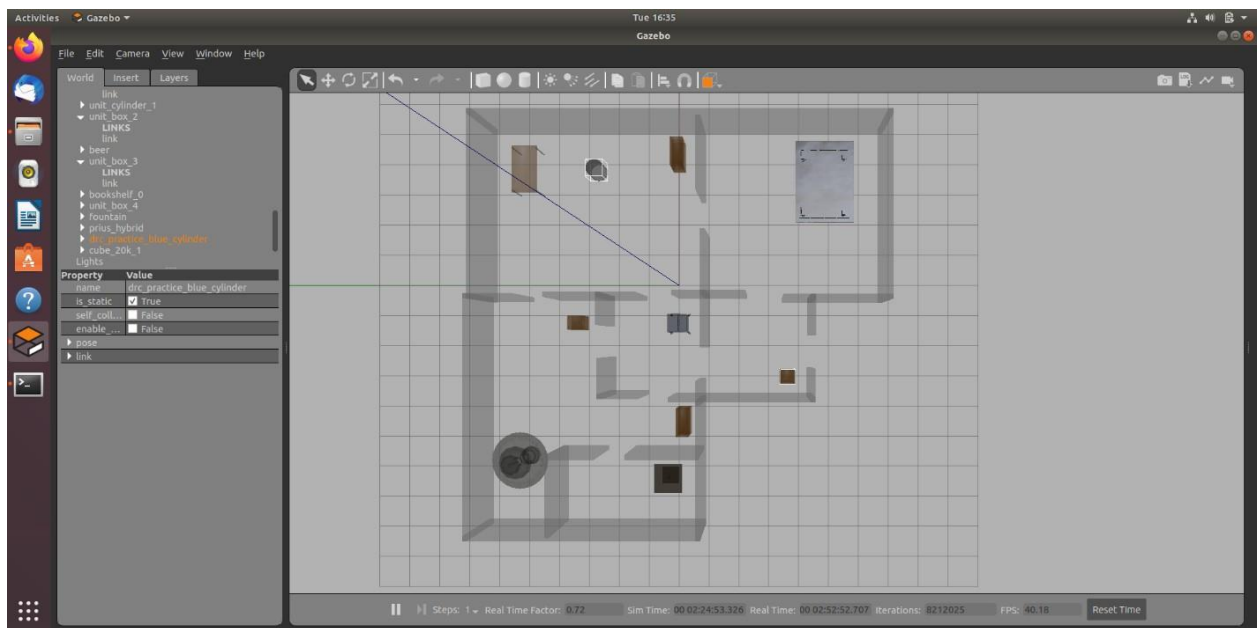 Activities Gazebo Tue 16:35
Gazebo
File Edit Camera View Window Help
World Insert Layers
link
unit_cylinder_1
unit_box_2
LINKS
link
beer
unit_box_3
LINKS
link
bookshelf_0
unit_box_4
fountain
prius_hybrid
drc_practice_blue_cylinder
cube_20k_1
Lights
Property Value
name drc_practice_blue_cylinder
is_static True
self_coll... False
enable_... False
pose
link
Steps: 1 Real Time Factor: 0.72 Sim Time: 00 02:24:53.326 Real Time: 00 02:52:52.707 Iterations: 8212025 FPS: 40.18 Reset Time